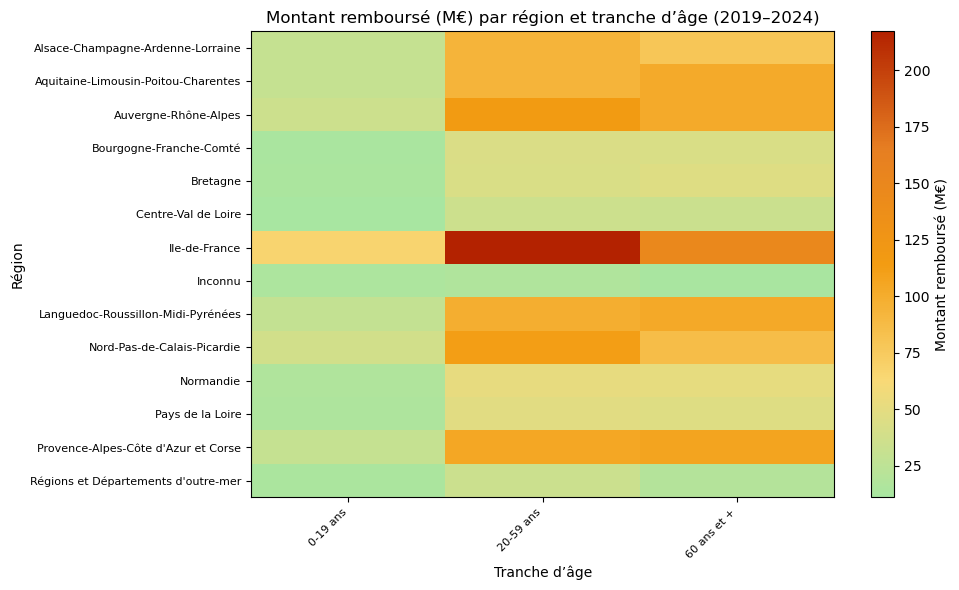 Montant remboursé (M€) par région et tranche d’âge (2019–2024)
Région
Alsace-Champagne-Ardenne-Lorraine
Aquitaine-Limousin-Poitou-Charentes
Auvergne-Rhône-Alpes
Bourgogne-Franche-Comté
Bretagne
Centre-Val de Loire
Ile-de-France
Inconnu
Languedoc-Roussillon-Midi-Pyrénées
Nord-Pas-de-Calais-Picardie
Normandie
Pays de la Loire
Provence-Alpes-Côte d'Azur et Corse
Régions et Départements d'outre-mer
0-19 ans
20-59 ans
60 ans et +
Tranche d’âge
200
175
150
125
100
75
50
25
Montant remboursé (M€)